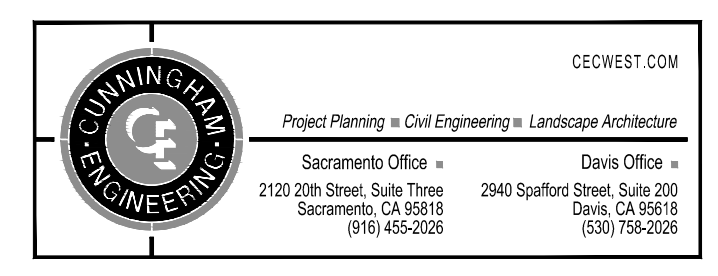 CUNNINGHAM
ENGINEERING
CECWEST.COM
Project Planning ■ Civil Engineering ■ Landscape Architecture
Sacramento Office ■
2120 20th Street, Suite Three
Sacramento, CA 95818
(916) 455-2026
Davis Office ■
2940 Spafford Street, Suite 200
Davis, CA 95618
(530) 758-2026